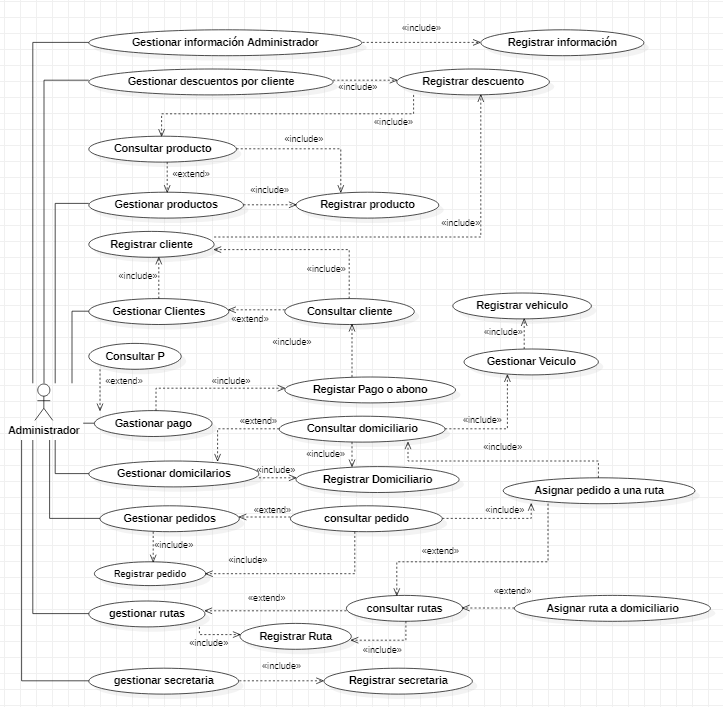 «include»
Gestionar información Administrador
Registrar información
Gestionar descuentos por cliente
Registrar descuento
«include»
«include»
Consultar producto
«include»
«extend»
«include»
Gestionar productos
Registrar producto
«include»
Registrar cliente
«include»
«include»
Gestionar Clientes
Consultar cliente
Registrar vehiculo
«extend»
«include»
«include»
Consultar P
Gestionar Veiculo
«extend»
«include»
Registar Pago o abono
Gastionar pago
«extend»
Consultar domiciliario
«include»
Administrador
«include»
«include»
Gestionar domicilarios
«include»
Registrar Domiciliario
Asignar pedido a una ruta
«extend»
«include»
Gestionar pedidos
consultar pedido
«include»
«extend»
«include»
Registrar pedido
«extend»
«extend»
gestionar rutas
consultar rutas
Asignar ruta a domiciliario
«include»
Registrar Ruta
«include»
«include»
gestionar secretaria
Registrar secretaria